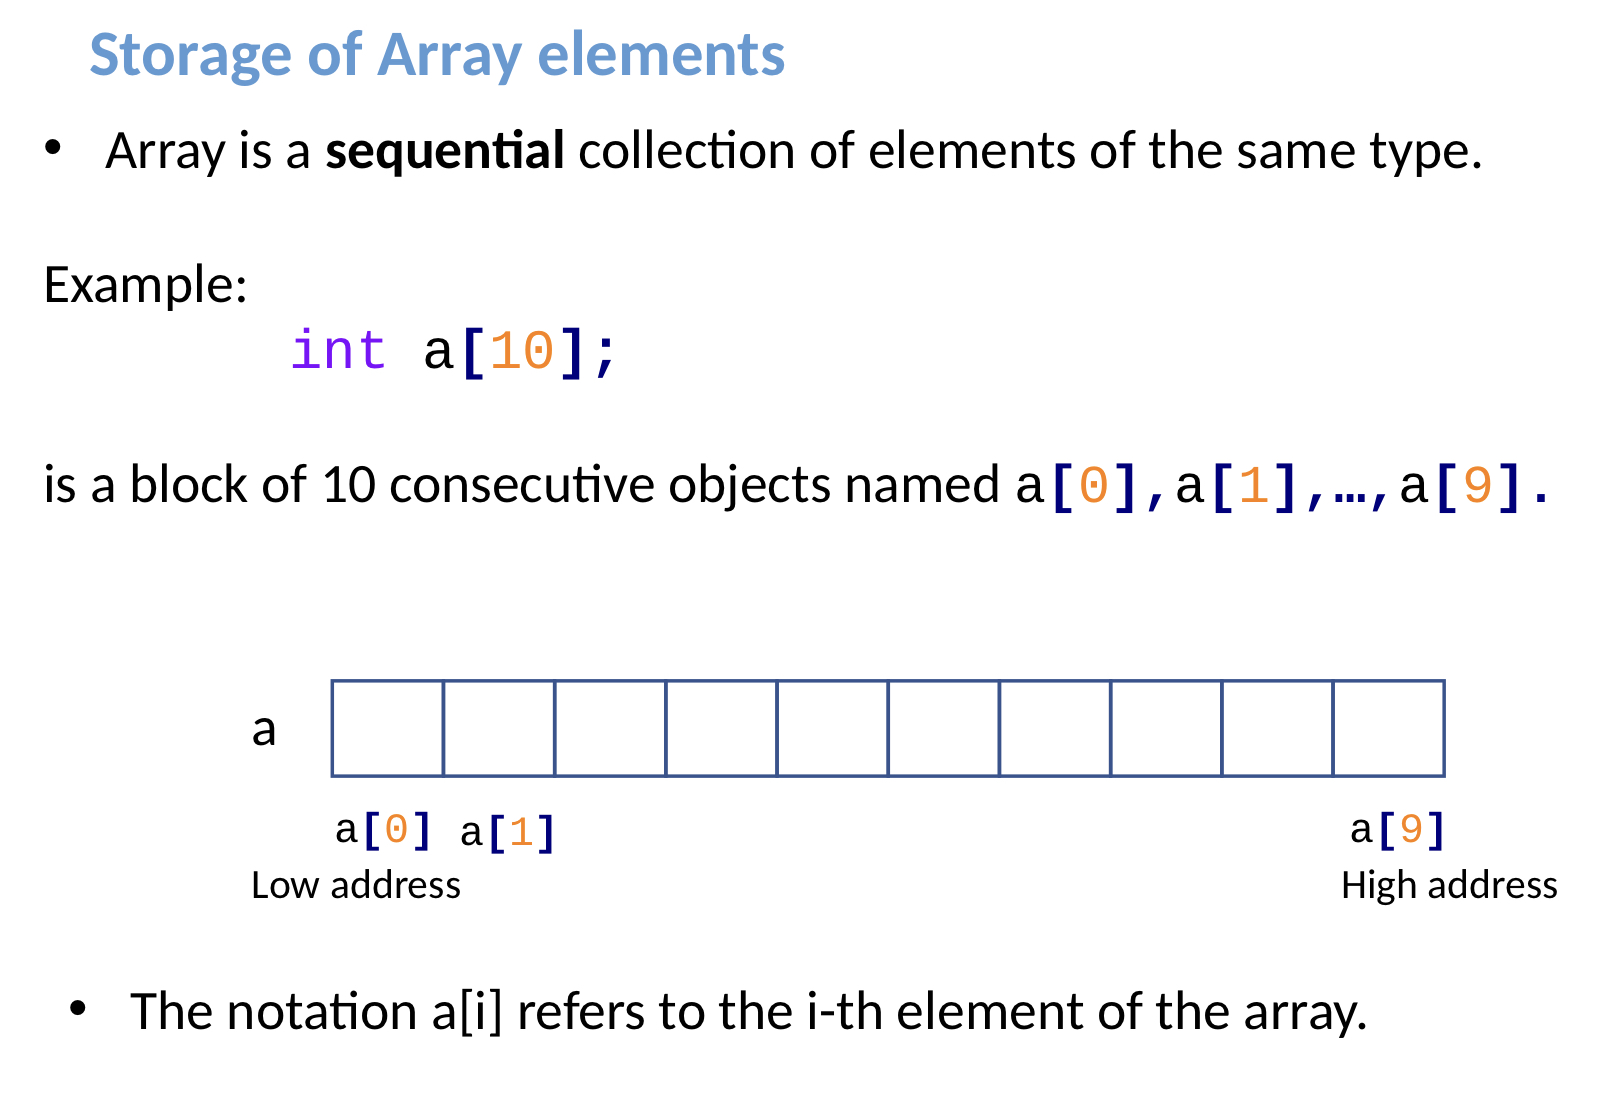 Storage of Array elements
• Array is a sequential collection of elements of the same type.
Example:
int a[10];
is a block of 10 consecutive objects named a[0],a[1],…,a[9].
a
a[0] a[1] a[9]
Low address High address
• The notation a[i] refers to the i-th element of the array.